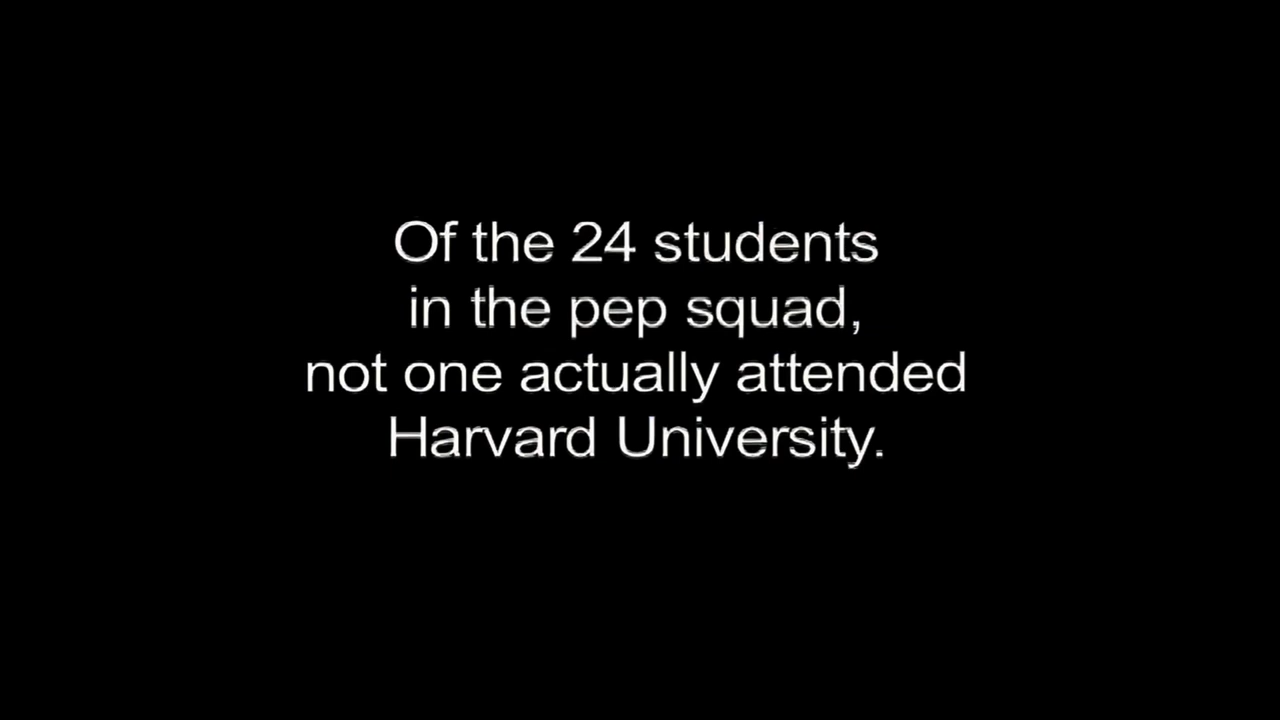 Of the 24 students
in the pep squad,
not one actually attended
Harvard University.